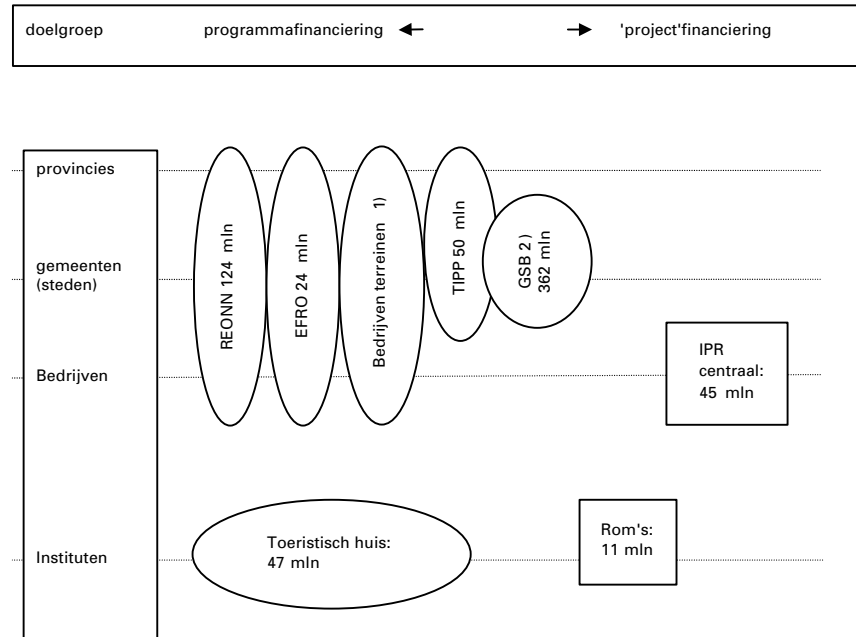 doelgroep programmafinanciering 'project'financiering
provincies
gemeenten
(steden)
Bedrijven
Instituten
REONN 124 mln
EFRO 24 mln
Bedrijven terreinen 1)
TIPP 50 mln
GSB 2 )
362 mln
IPR
centraal:
45 mln
Toeristisch huis:
47 mln
Rom's:
11 mln